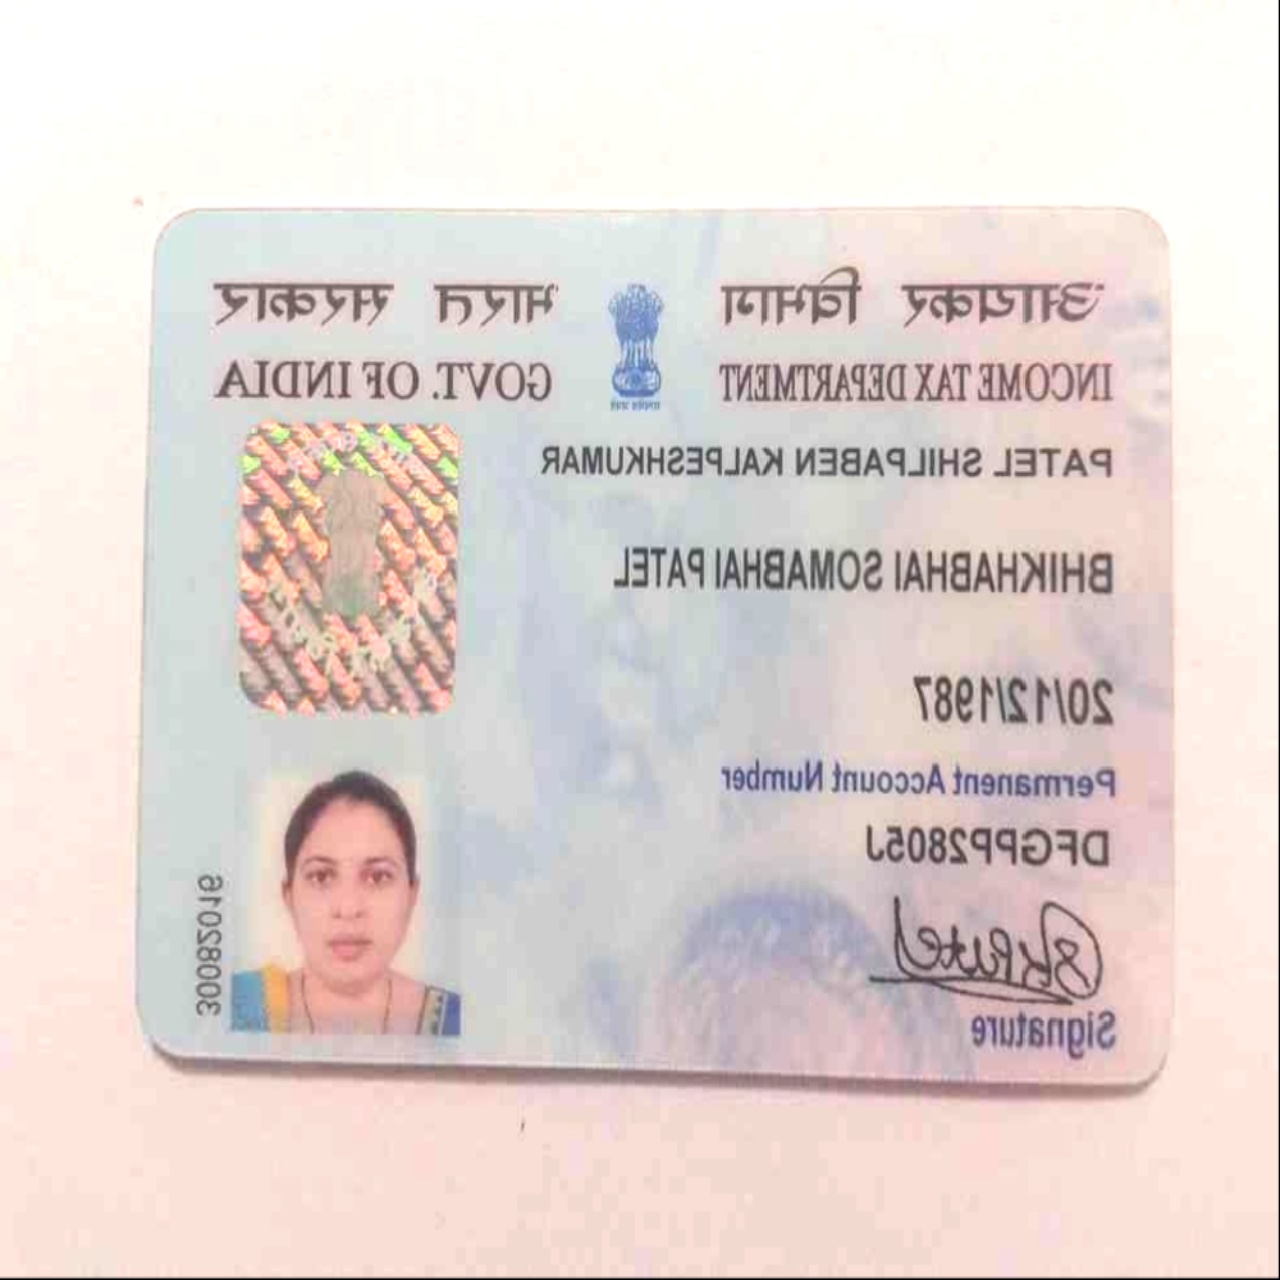 आयकर विभाग
INCOME TAX DEPARTMENT
भारत सरकार
GOVT. OF INDIA
PATEL SHILPABEN KALPESHKUMAR
BHIKHABHAI SOMABHAI PATEL
20/12/1987
Permanent Account Number
DFGPP2805J
Signature
30082016